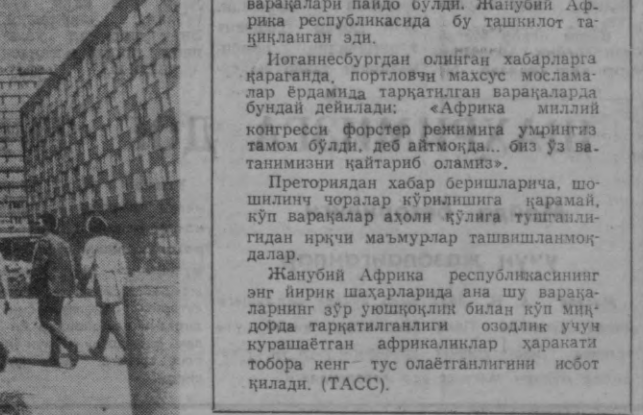 варақалари пайдо бўлди. Жанубий Аф-
рика республикасида бу ташкилот та-
қиқланган эди.
Иоганнесбургдан олинган хабарларга
қараганда, портловчи махсус мослама-
лар ёрдамида тарқатилган варақаларда
бундай дейилади: «Африка миллий
конгресси форстер режимига умрингиз
тамом бўлди, деб айтмоқда... биз ўз ва-
танимизни қайтариб оламиз».
Преториядан хабар беришларича, шо-
шилинч чоралар кўрилишига қарамай,
кўп варақалар аҳоли қўлига тушганли-
гидан ирқчи маъмурлар ташвишланмоқ-
далар.
Жанубий Африка республикасининг
энг йирик шаҳарларида ана шу варақа-
ларнинг зўр уюшқоқлик билан кўп миқ-
дорда тарқатилганлиги озодлик учун
курашаётган африкаликлар ҳаракати
тобора кенг тус олаётганлигини исбот
қилади. (ТАСС).